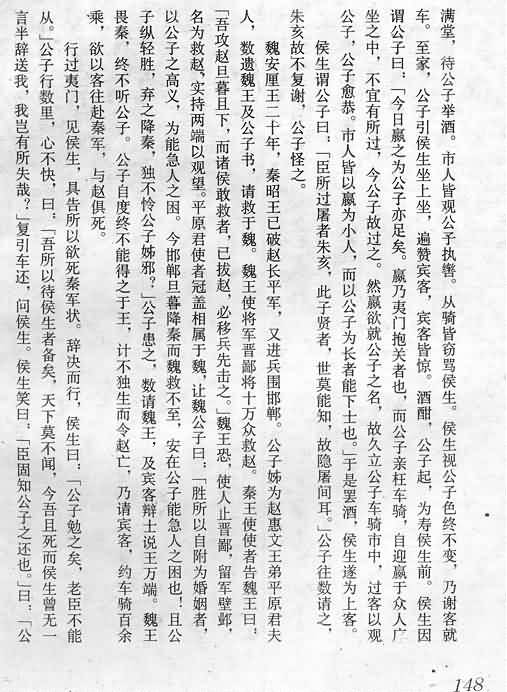 满堂，待公子举酒。市人皆观公子执辔。从骑皆窃骂侯生。侯生视公子色终不变，乃谢客就
车。至家，公子引侯生坐上坐，遍赞宾客，宾客皆惊。酒酣，公子起，为寿侯生前。侯生因
谓公子曰：「今日嬴之为公子亦足矣。嬴乃夷门抱关者也，而公子亲枉车骑，自迎嬴于众人广
坐之中，不宜有所过，今公子故过之。然嬴欲就公子之名，故久立公子车骑市中，过客以观
公子，公子愈恭。市人皆以嬴为小人，而以公子为长者能下士也。」于是罢酒，侯生遂为上客。
侯生谓公子曰：「臣所过屠者朱亥，此子贤者，世莫能知，故隐屠间耳。」公子往数请之，
朱亥故不复谢，公子怪之。
魏安厘王二十年，秦昭王已破赵长平军，又进兵围邯郸。公子姊为赵惠文王弟平原君夫
人，数遗魏王及公子书，请救于魏。魏王使将军晋鄙将十万众救赵。秦王使使者告魏王曰：
「吾攻赵旦暮且下，而诸侯敢救者，已拔赵，必移兵先击之。」魏王恐，使人止晋鄙，留军壁邺，
名为救赵，实持两端以观望。平原君使者冠盖相属于魏，让魏公子曰：「胜所以自附为婚姻者，
以公子之高义，为能急人之困。今邯郸旦暮降秦而魏救不至，安在公子能急人之困也！且公
子纵轻胜，弃之降秦，独不怜公子姊邪？」公子患之，数请魏王，及宾客辩士说王万端。魏王
畏秦，终不听公子。公子自度终不能得之于王，计不独生而令赵亡，乃请宾客，约车骑百余
乘，欲以客往赴秦军，与赵俱死。
行过夷门，见侯生，具告所以欲死秦军状。辞决而行，侯生曰：「公子勉之矣，老臣不能
从。」公子行数里，心不快，曰：「吾所以待侯生者备矣，天下莫不闻，今吾且死而侯生曾无一
言半辞送我，我岂有所失哉？」复引车还，问侯生。侯生笑曰：「臣固知公子之还也。」曰：「公
148